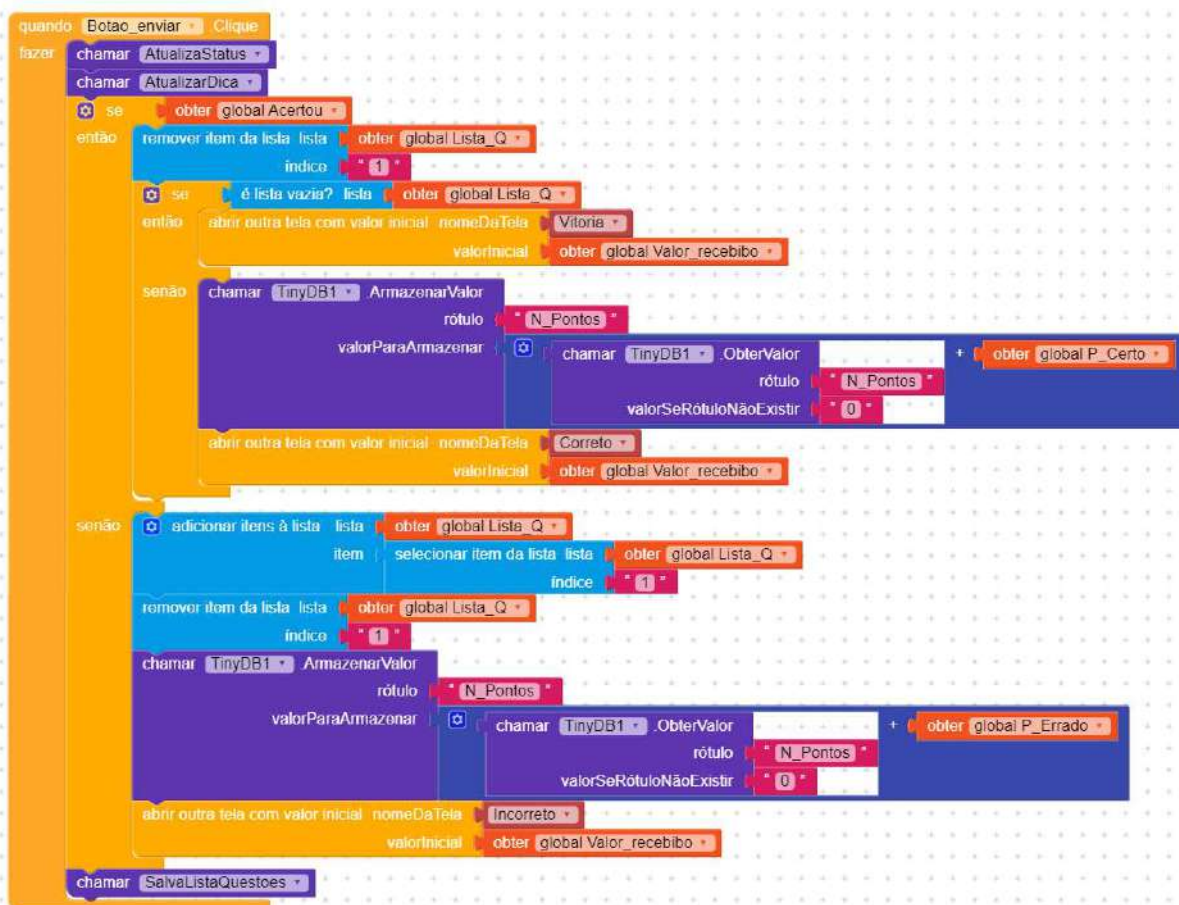 quando Botao_enviar Clique
fazer chamar AtualizaStatus
chamar AtualizarDica
se obter global Acertou
então remover item da lista lista obter global Lista_Q
índice " 1 "
se é lista vazia? lista obter global Lista_Q
então abrir outra tela com valor inicial nomeDaTela Vitoria
valorInicial obter global Valor_recebibo
senão chamar TinyDB1 .ArmazenarValor
rótulo " N_Pontos "
valorParaArmazenar chamar TinyDB1 .ObterValor + obter global P_Certo
rótulo " N_Pontos "
valorSeRótuloNãoExistir " 0 "
abrir outra tela com valor inicial nomeDaTela Correto
valorInicial obter global Valor_recebibo
senão adicionar itens à lista lista obter global Lista_Q
item selecionar item da lista lista obter global Lista_Q
índice " 1 "
remover item da lista lista obter global Lista_Q
índice " 1 "
chamar TinyDB1 .ArmazenarValor
rótulo " N_Pontos "
valorParaArmazenar chamar TinyDB1 .ObterValor + obter global P_Errado
rótulo " N_Pontos "
valorSeRótuloNãoExistir " 0 "
abrir outra tela com valor inicial nomeDaTela Incorreto
valorInicial obter global Valor_recebibo
chamar SalvaListaQuestoes